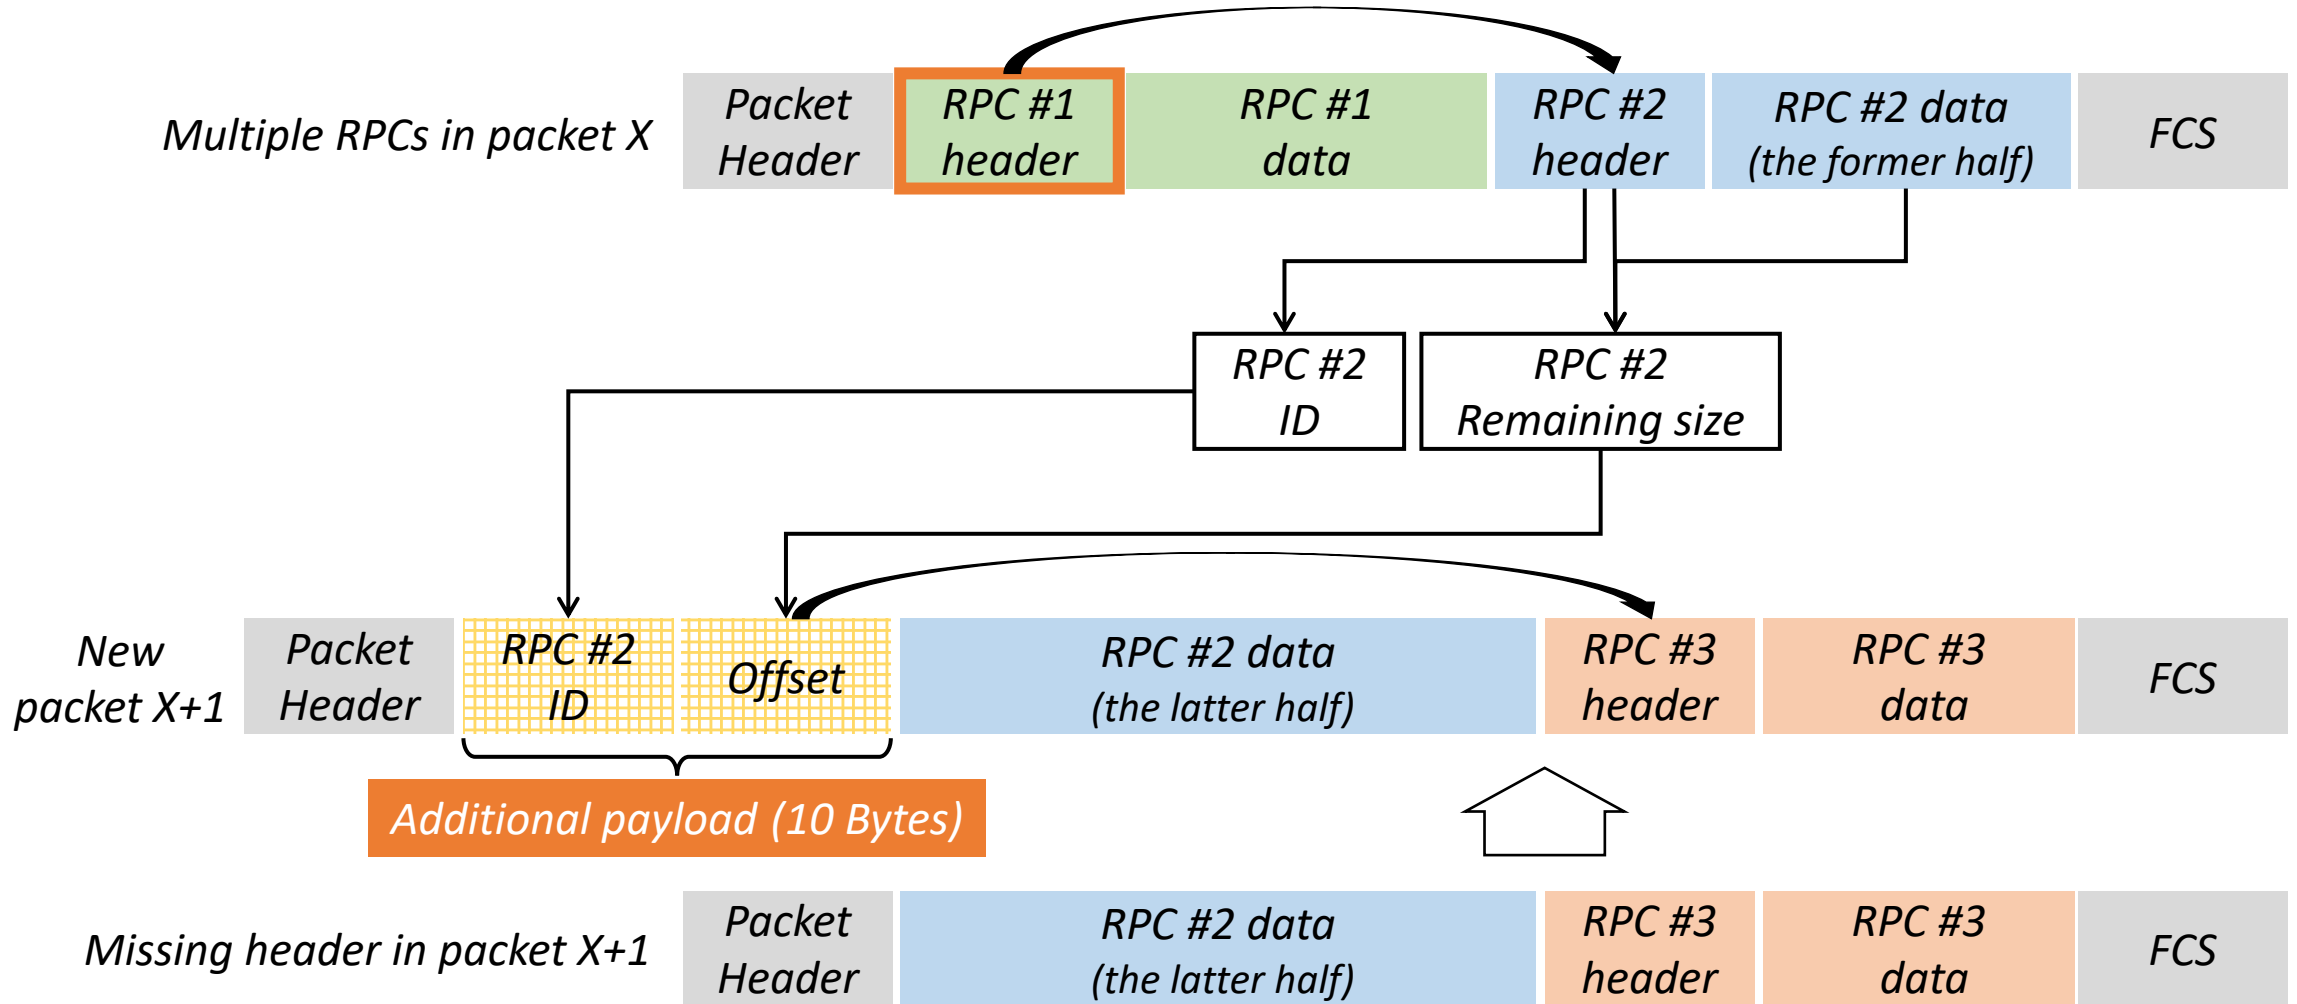 Multiple RPCs in packet X
Packet
Header
RPC #1
header
RPC #1
data
RPC #2
header
RPC #2 data
(the former half)
FCS
RPC #2
ID
RPC #2
Remaining size
New
packet X+1
Packet
Header
RPC #2
ID
Offset
RPC #2 data
(the latter half)
RPC #3
header
RPC #3
data
FCS
Additional payload (10 Bytes)
Missing header in packet X+1
Packet
Header
RPC #2 data
(the latter half)
RPC #3
header
RPC #3
data
FCS